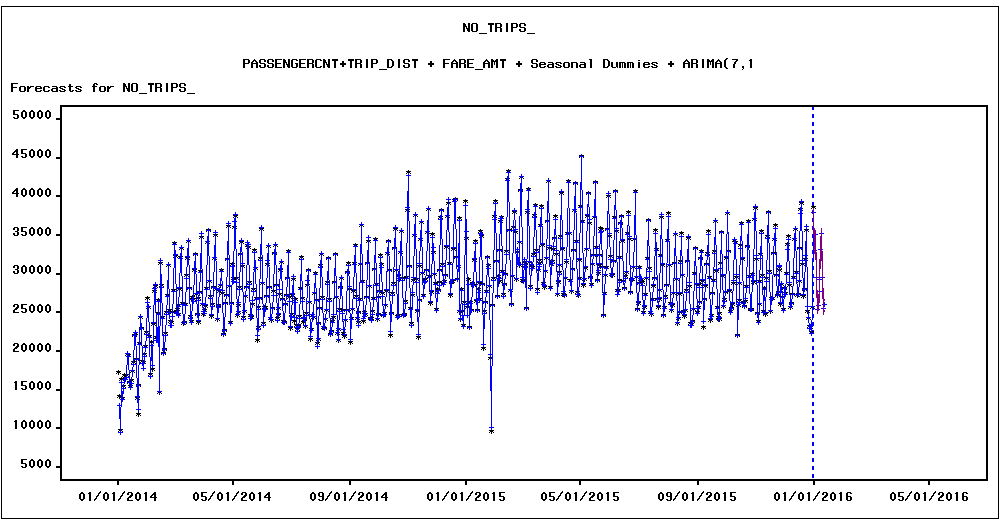 NO_TRIPS_
PASSENGERCNT+TRIP_DIST + FARE_AMT + Seasonal Dummies + ARIMA(7,1
Forecasts for NO_TRIPS_
50000
45000
40000
35000
30000
25000
20000
15000
10000
5000
01/01/2014 05/01/2014 09/01/2014 01/01/2015 05/01/2015 09/01/2015 01/01/2016 05/01/2016